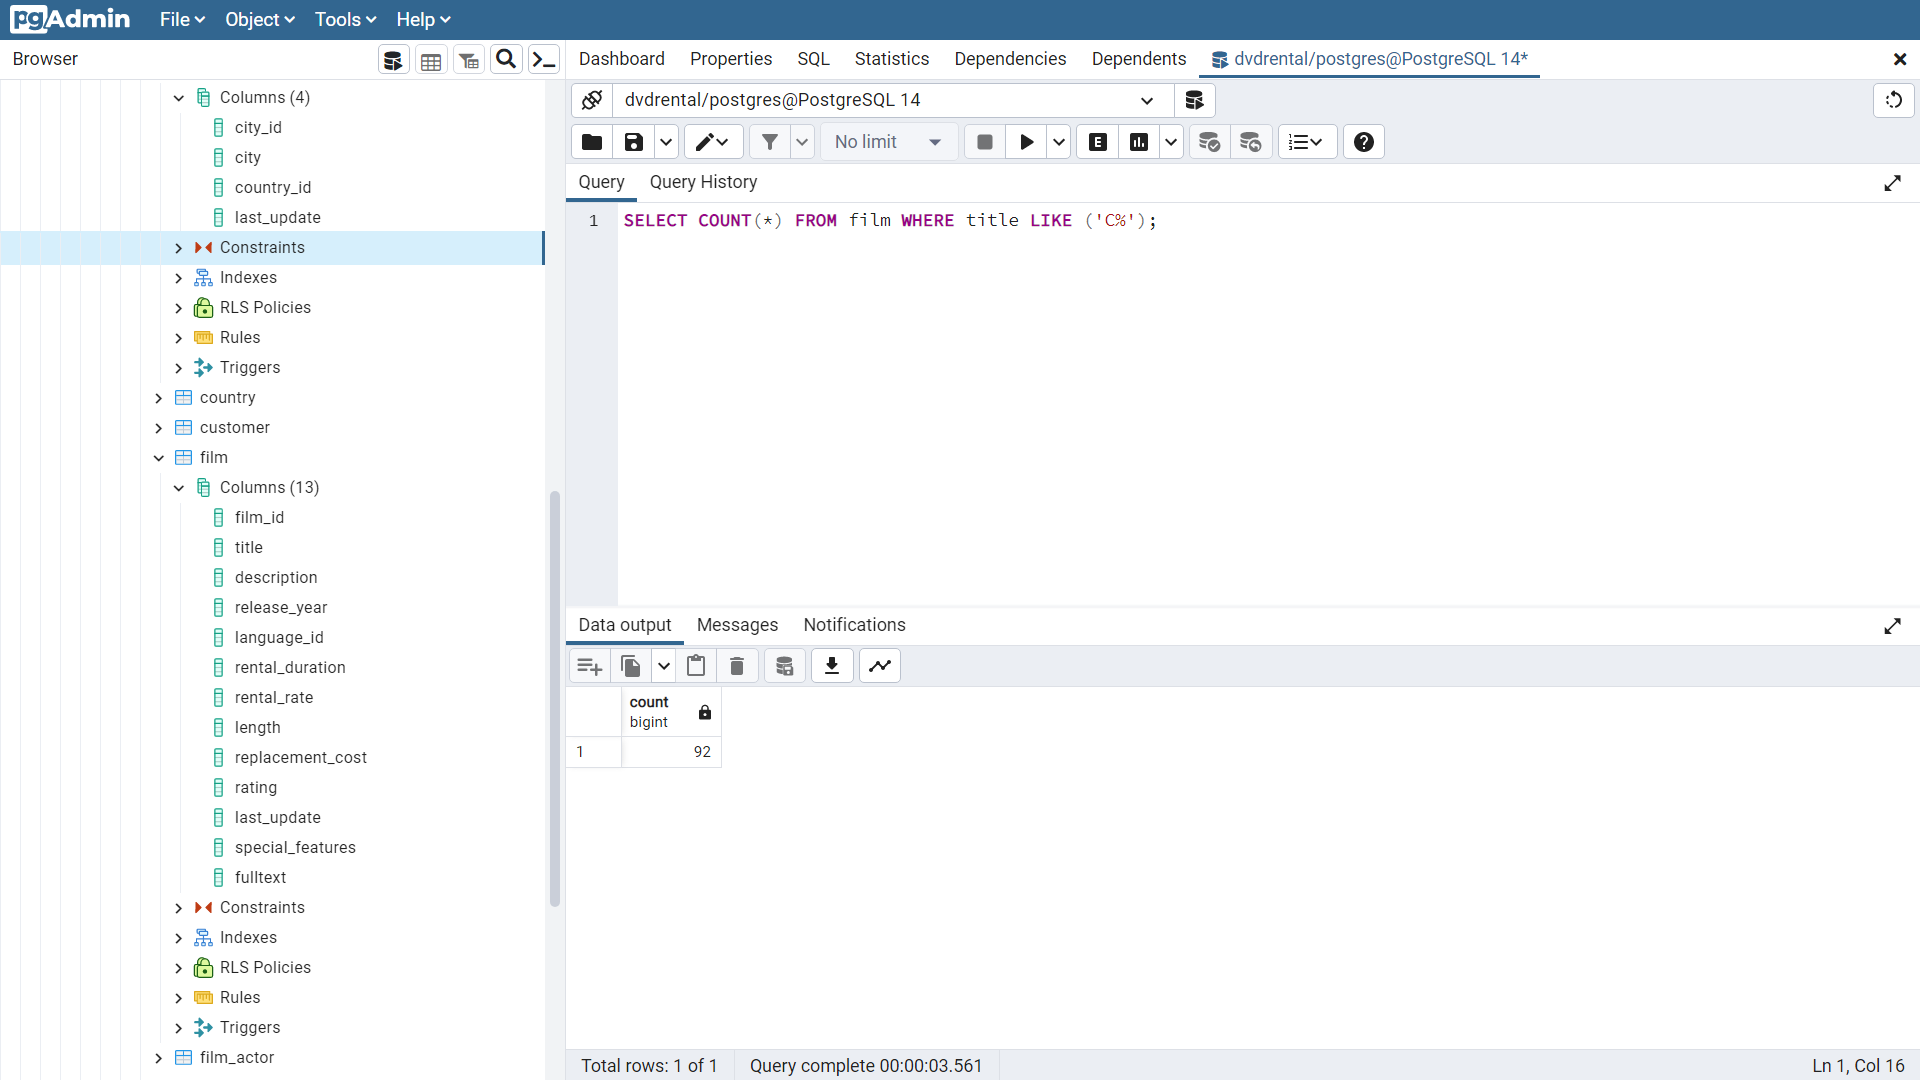 pgAdmin File Object Tools Help
Browser
Dashboard Properties SQL Statistics Dependencies Dependents dvdrental/postgres@PostgreSQL 14*
dvdrental/postgres@PostgreSQL 14
No limit
E
Query Query History
1 SELECT COUNT(*) FROM film WHERE title LIKE ('C%');
Columns (4)
city_id
city
country_id
last_update
Constraints
Indexes
RLS Policies
Rules
Triggers
country
customer
film
Columns (13)
film_id
title
description
release_year
language_id
rental_duration
rental_rate
length
replacement_cost
rating
last_update
special_features
fulltext
Constraints
Indexes
RLS Policies
Rules
Triggers
film_actor
Data output Messages Notifications
count
bigint
1 92
Total rows: 1 of 1 Query complete 00:00:03.561 Ln 1, Col 16